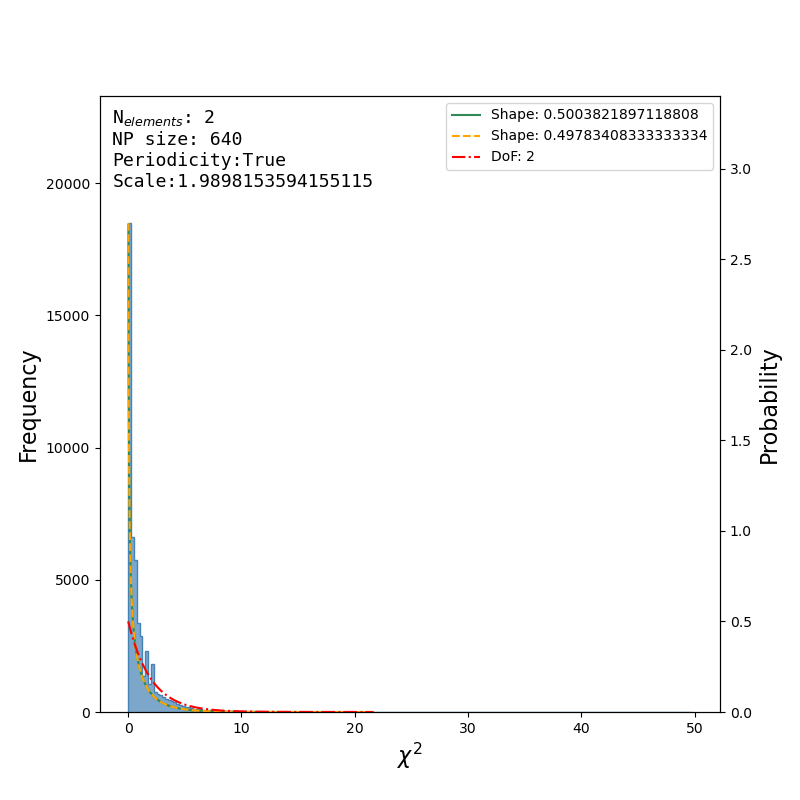 N_elements: 2
NP size: 640
Periodicity:True
Scale:1.9898153594155115
Shape: 0.5003821897118808
Shape: 0.49783408333333334
DoF: 2
Frequency
20000
15000
10000
5000
0
3.0
2.5
2.0
1.5
1.0
0.5
0.0
Probability
0 10 20 30 40 50
χ²